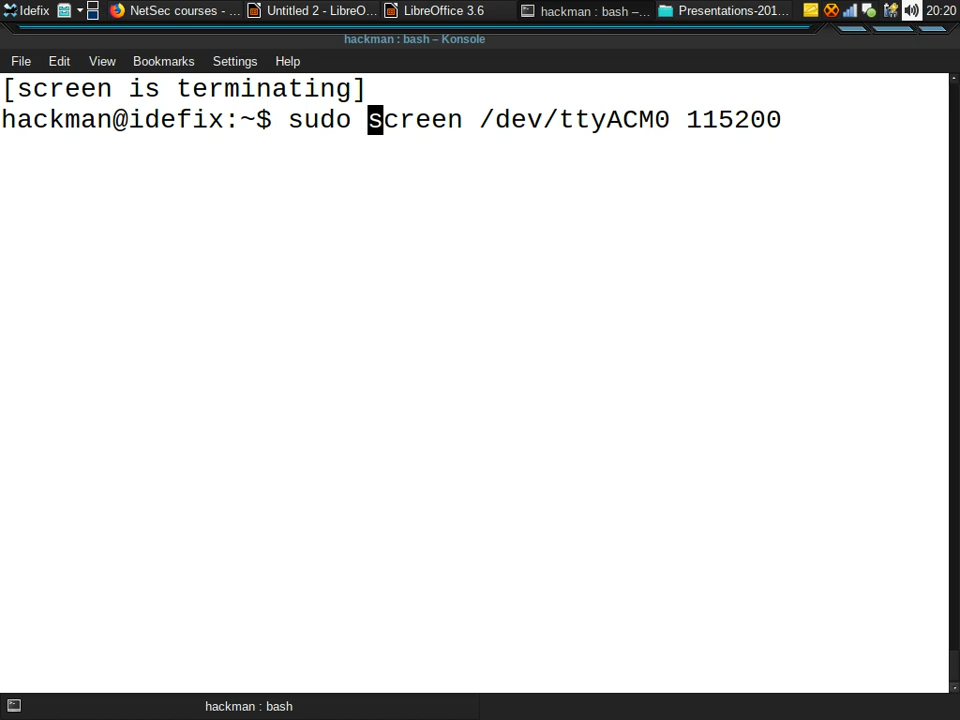 Idefix NetSec courses - ... Untitled 2 - LibreO... LibreOffice 3.6 hackman : bash –... Presentations-201... 20:20
hackman : bash – Konsole
File Edit View Bookmarks Settings Help
[screen is terminating]
hackman@idefix:~$ sudo screen /dev/ttyACM0 115200
hackman : bash